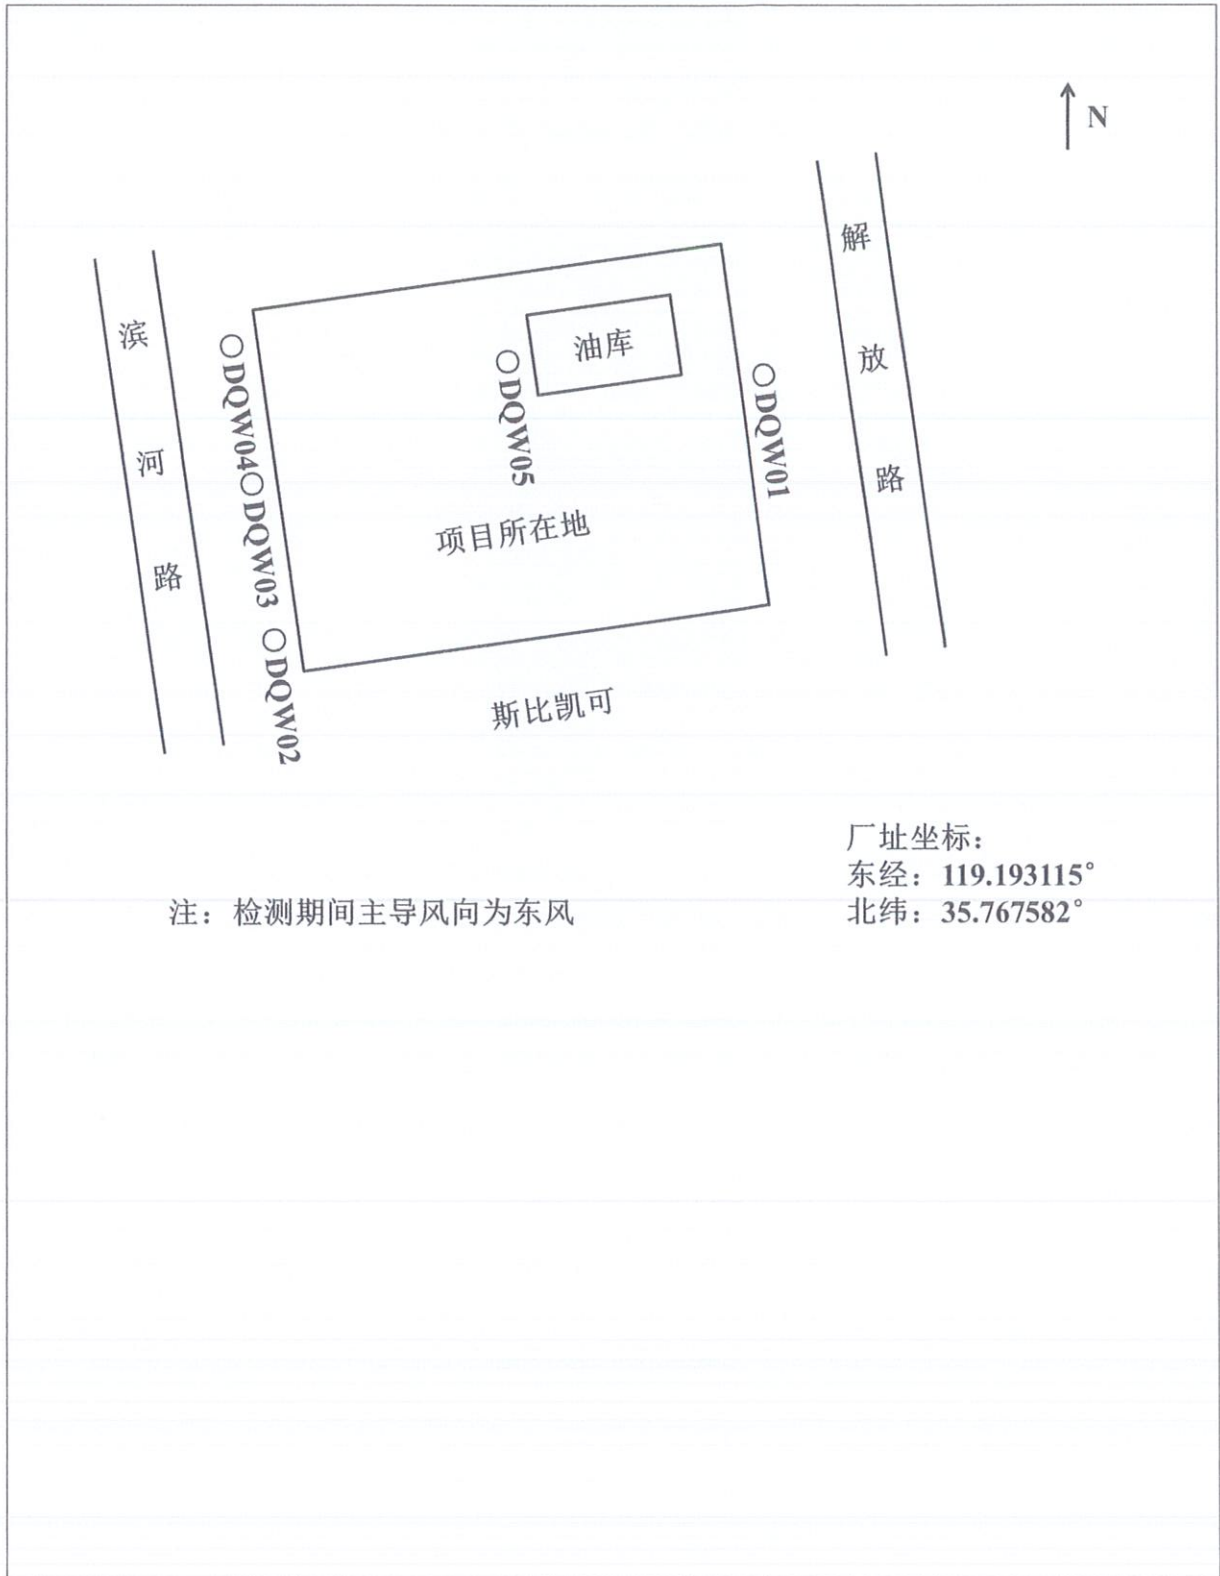 N
解放路
滨河路
油库
○DQW04
○DQW03
○DQW02
○DQW05
○DQW01
项目所在地
斯比凯可
厂址坐标：
东经：119.193115°
北纬：35.767582°
注：检测期间主导风向为东风